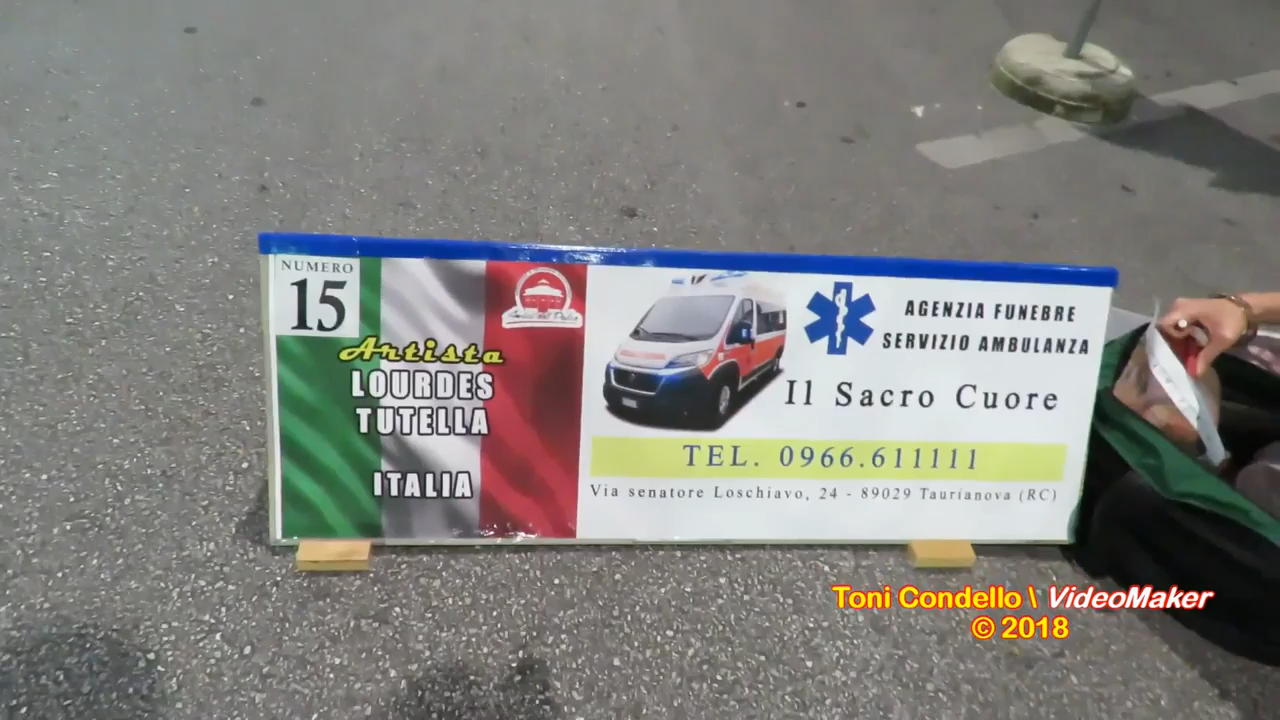 NUMERO
15
Artista
LOURDES
TUTELLA
ITALIA
AGENZIA FUNEBRE
SERVIZIO AMBULANZA
Il Sacro Cuore
TEL. 0966.611111
Via senatore Loschiavo, 24 - 89029 Taurianova (RC)
Toni Condello \ VideoMaker
© 2018